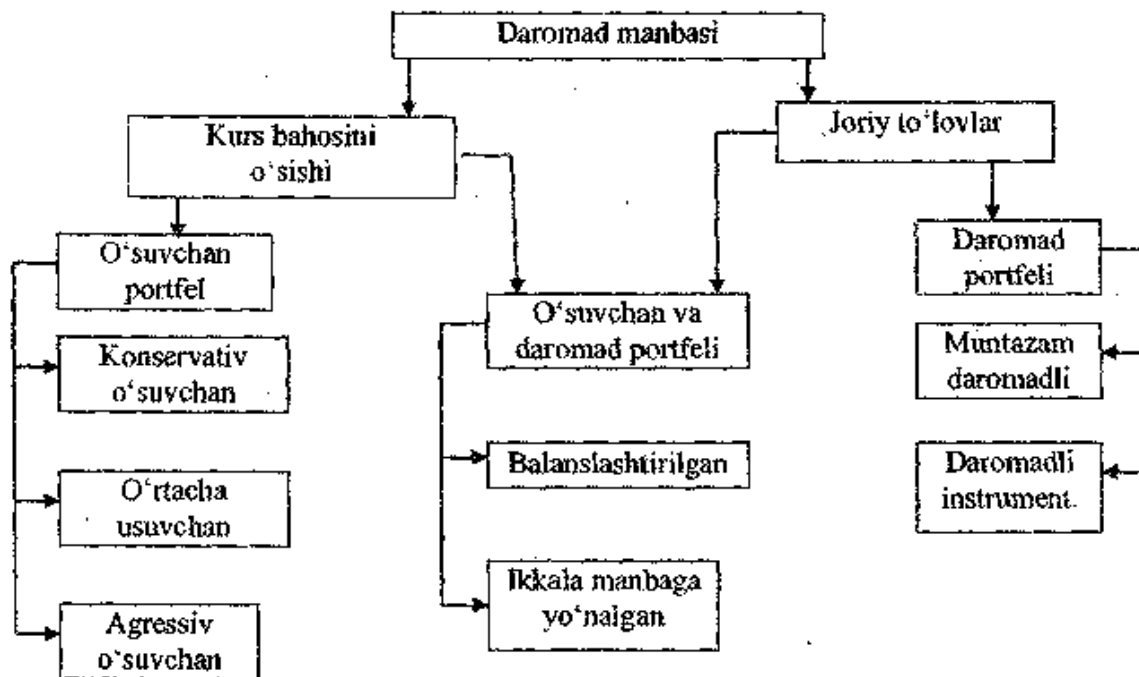 Daromad manbasi
Kurs bahosini
o‘sishi
Joriy to‘lovlar
O‘suvchan
portfel
Daromad
portfeli
O‘suvchan va
daromad portfeli
Konservativ
o‘suvchan
Muntazam
daromadli
Balanslashtirilgan
Daromadli
instrument.
O‘rtacha
usuvchan
Ikkala manbaga
yo‘nalgan
Agressiv
o‘suvchan